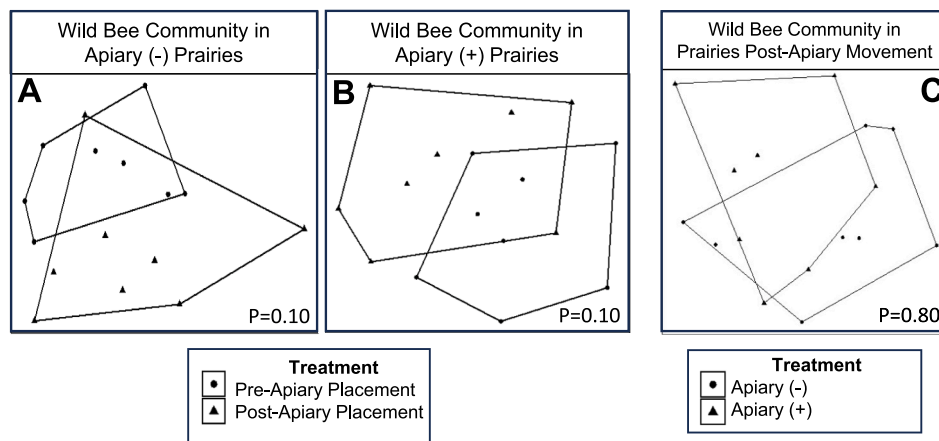 Wild Bee Community in
Apiary (-) Prairies
A
P=0.10
Wild Bee Community in
Apiary (+) Prairies
B
P=0.10
Wild Bee Community in
Prairies Post-Apiary Movement
C
P=0.80
Treatment
Pre-Apiary Placement
Post-Apiary Placement
Treatment
Apiary (-)
Apiary (+)